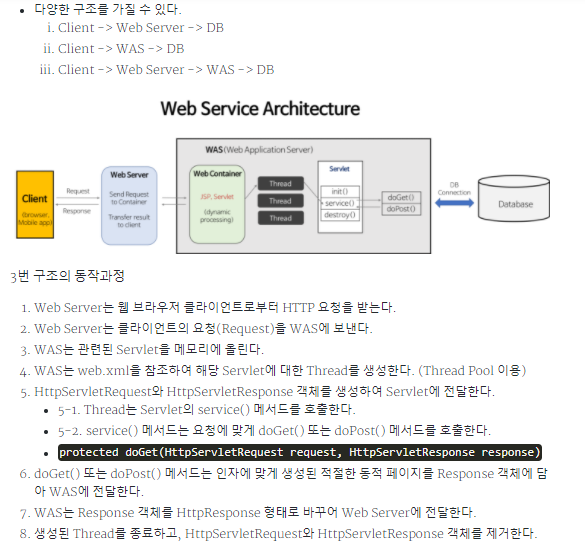 • 다양한 구조를 가질 수 있다.
i. Client -> Web Server -> DB
ii. Client -> WAS -> DB
iii. Client -> Web Server -> WAS -> DB
Web Service Architecture
WAS(Web Application Server)
Client
(browser,
Mobile app)
Request
Response
Web Server
Send Request
to Container
Transfer result
to client
Web Container
JSP, Servlet
(dynamic
processing)
Thread
Thread
Thread
Servlet
init()
service()
destroy()
doGet()
doPost()
DB
Connection
Database
3번 구조의 동작과정
1. Web Server는 웹 브라우저 클라이언트로부터 HTTP 요청을 받는다.
2. Web Server는 클라이언트의 요청(Request)을 WAS에 보낸다.
3. WAS는 관련된 Servlet을 메모리에 올린다.
4. WAS는 web.xml을 참조하여 해당 Servlet에 대한 Thread를 생성한다. (Thread Pool 이용)
5. HttpServletRequest와 HttpServletResponse 객체를 생성하여 Servlet에 전달한다.
• 5-1. Thread는 Servlet의 service() 메서드를 호출한다.
• 5-2. service() 메서드는 요청에 맞게 doGet() 또는 doPost() 메서드를 호출한다.
• protected doGet(HttpServletRequest request, HttpServletResponse response)
6. doGet() 또는 doPost() 메서드는 인자에 맞게 생성된 적절한 동적 페이지를 Response 객체에 담
아 WAS에 전달한다.
7. WAS는 Response 객체를 HttpResponse 형태로 바꾸어 Web Server에 전달한다.
8. 생성된 Thread를 종료하고, HttpServletRequest와 HttpServletResponse 객체를 제거한다.